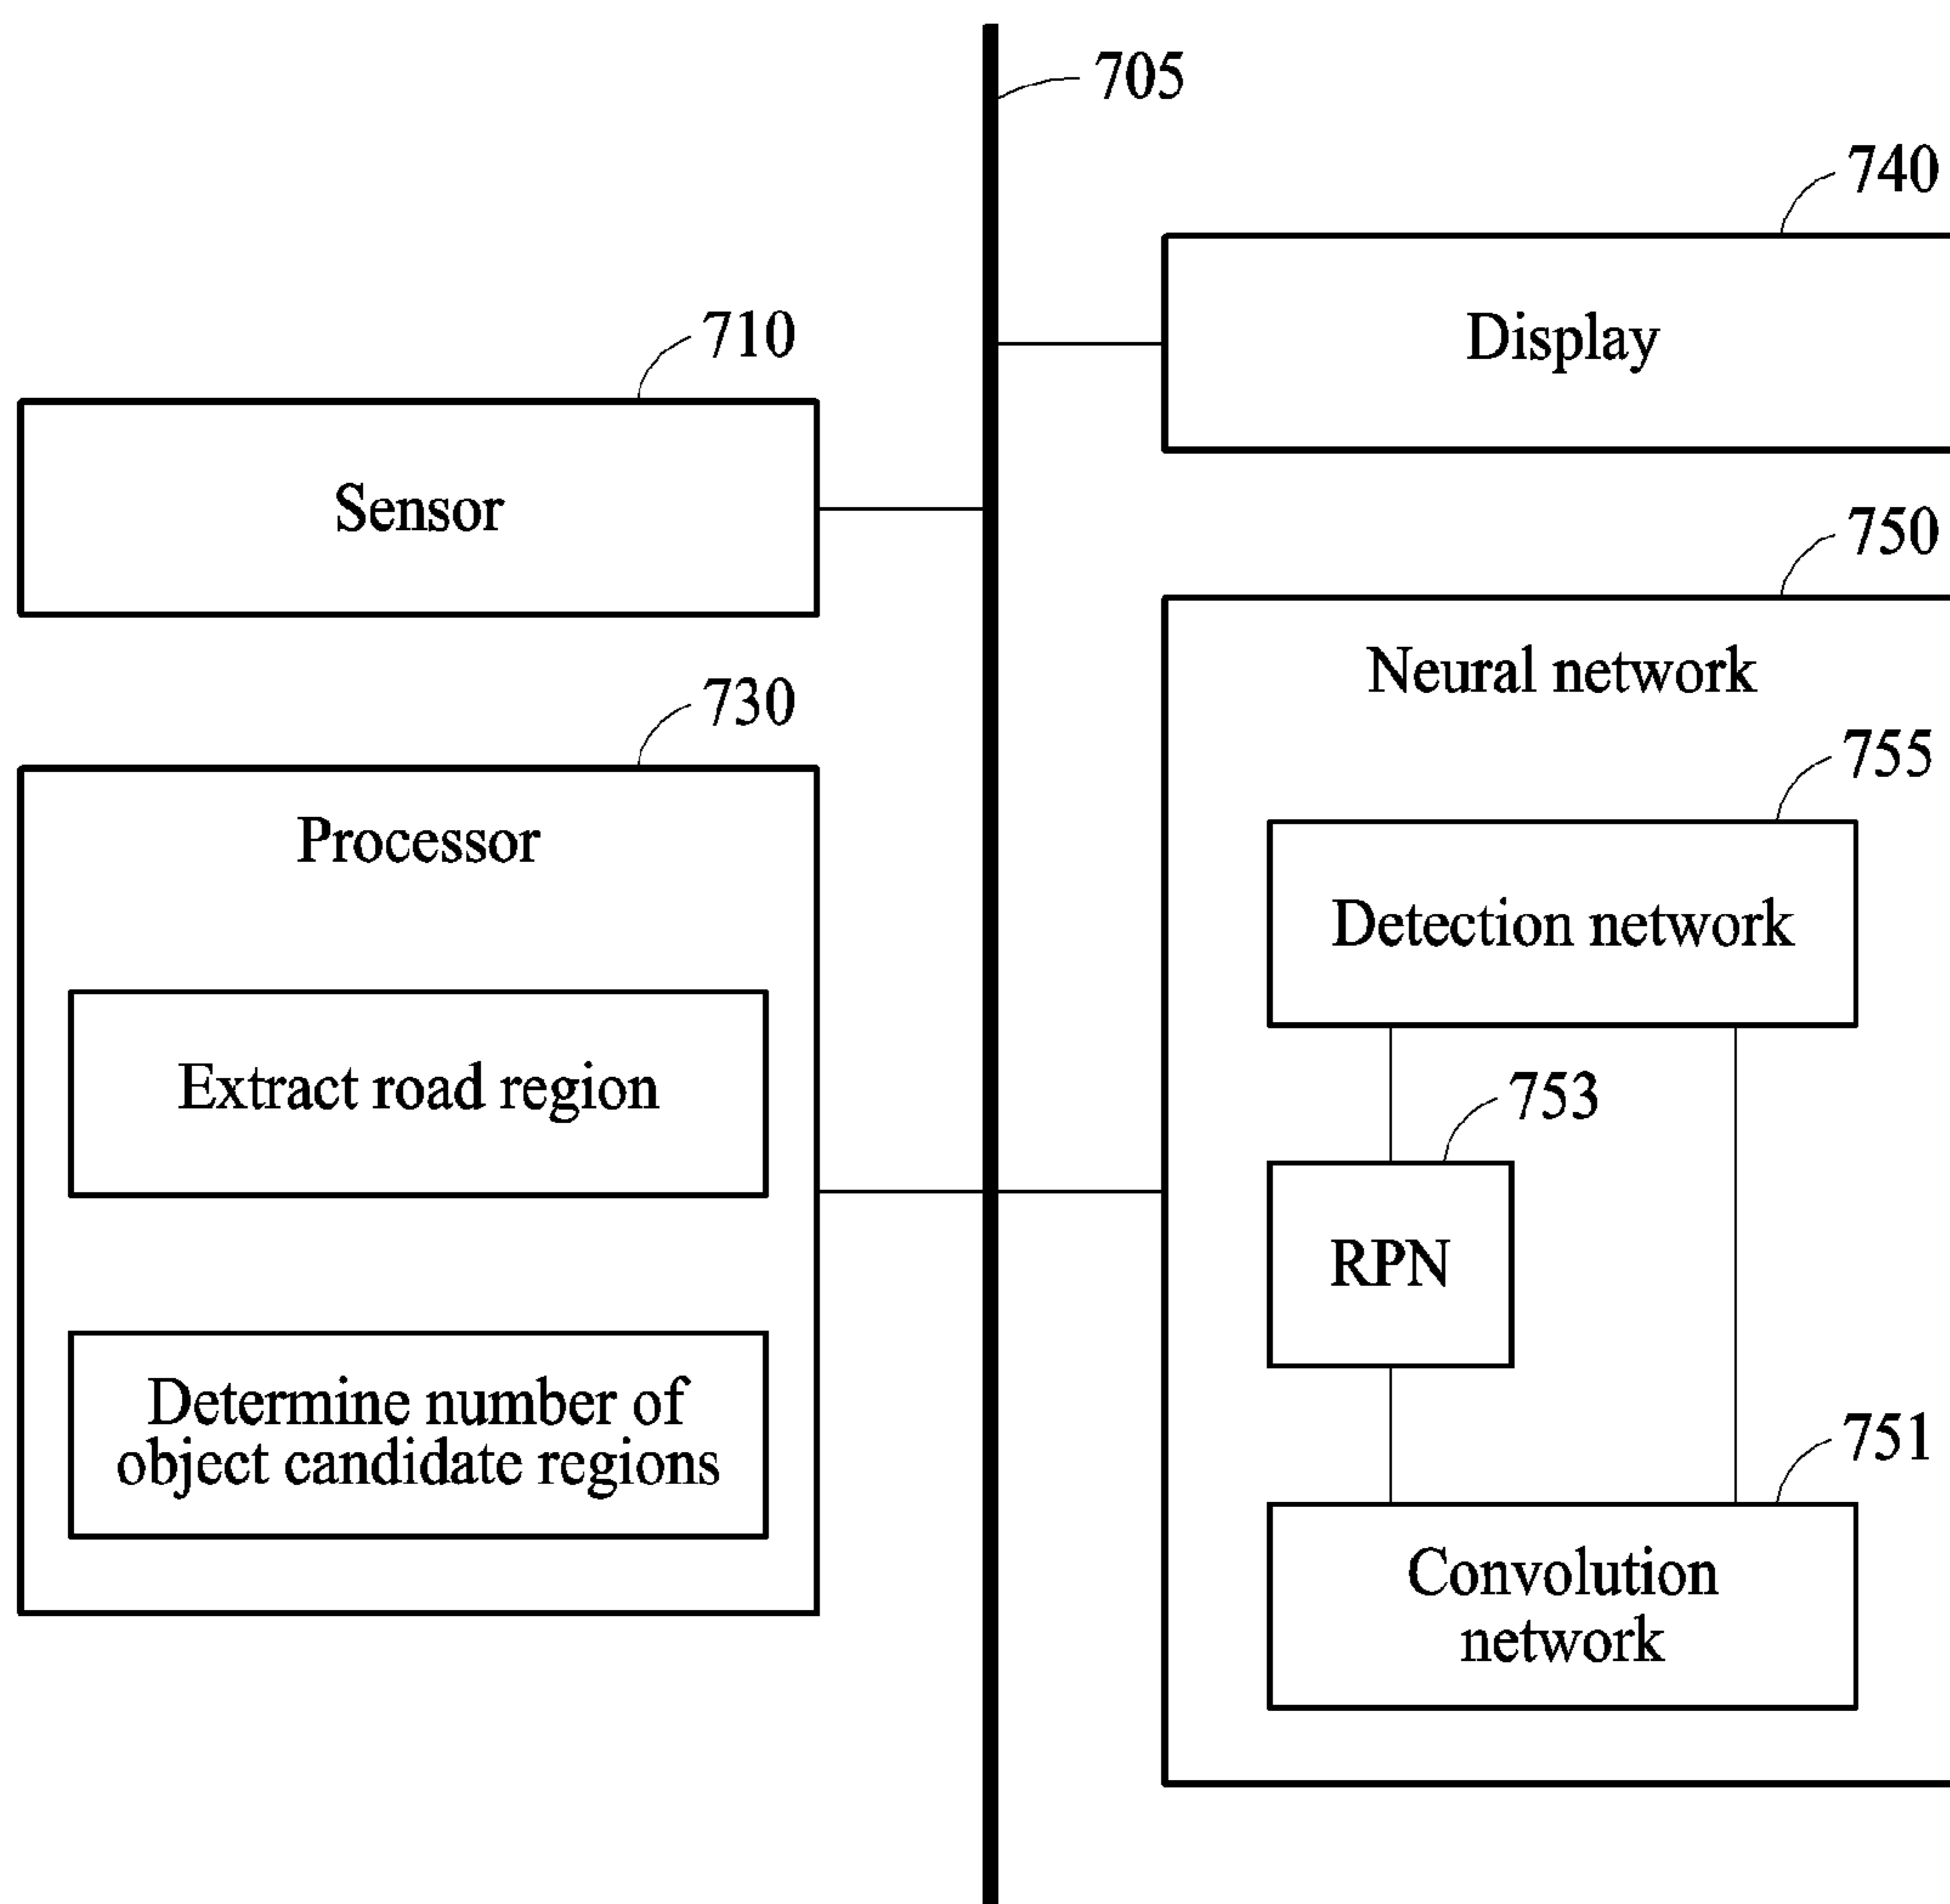 705
740
Display
710
Sensor
750
Neural network
730
Processor
755
Detection network
Extract road region
753
RPN
Determine number of
object candidate regions
751
Convolution
network